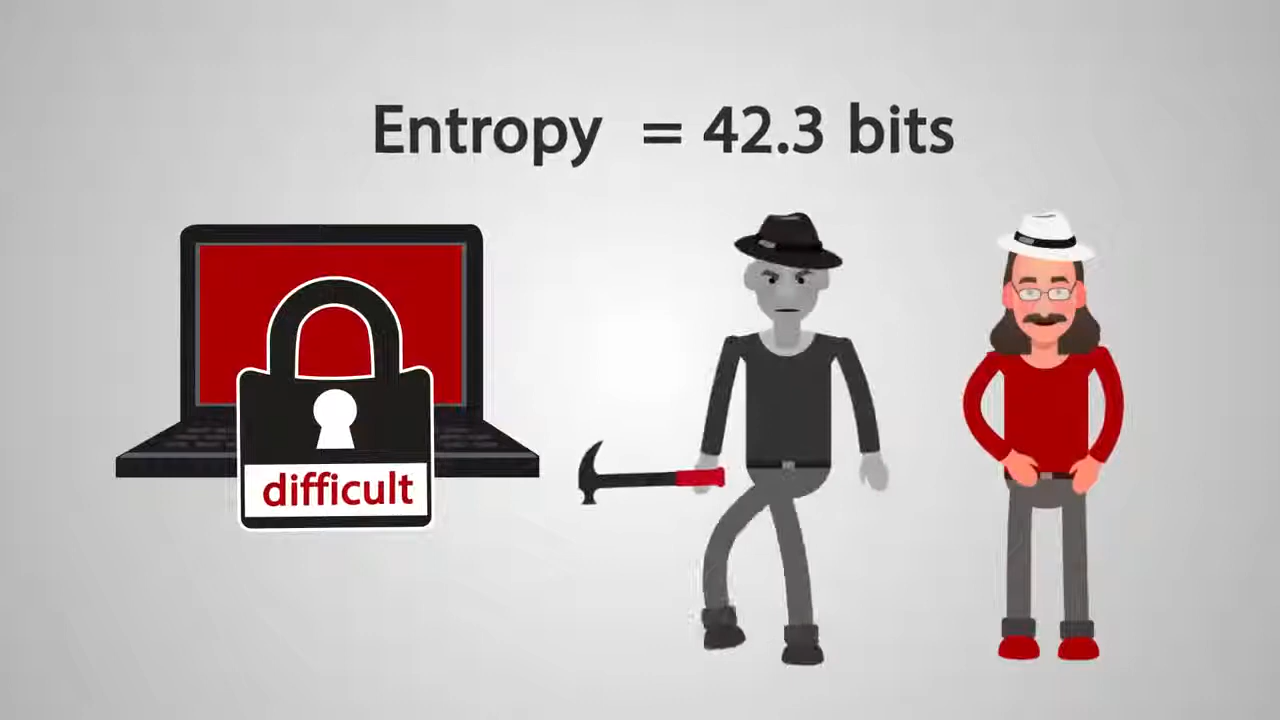 Entropy = 42.3 bits
difficult